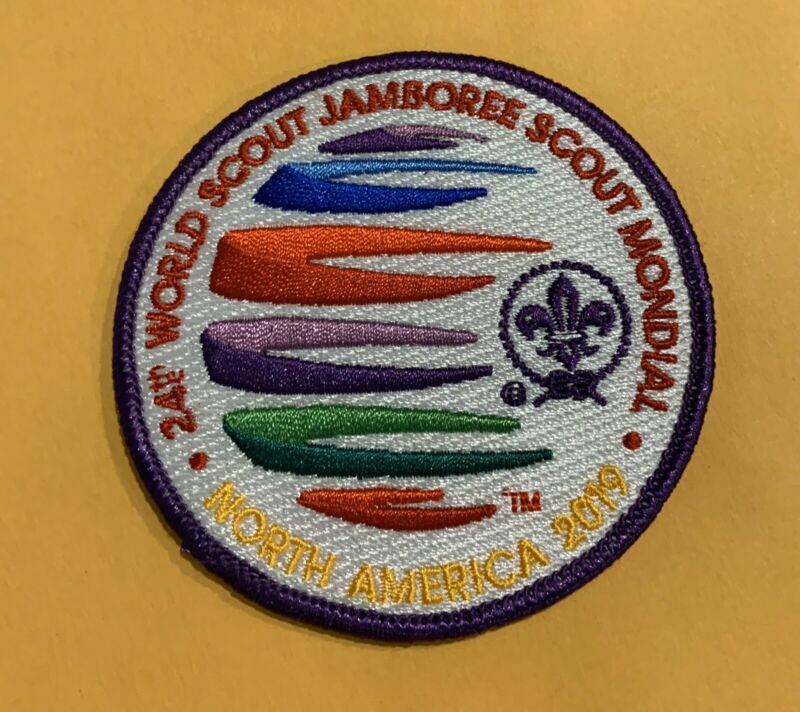 24TH WORLD SCOUT JAMBOREE SCOUT MONDIAL
®
TM
• NORTH AMERICA 2019 •